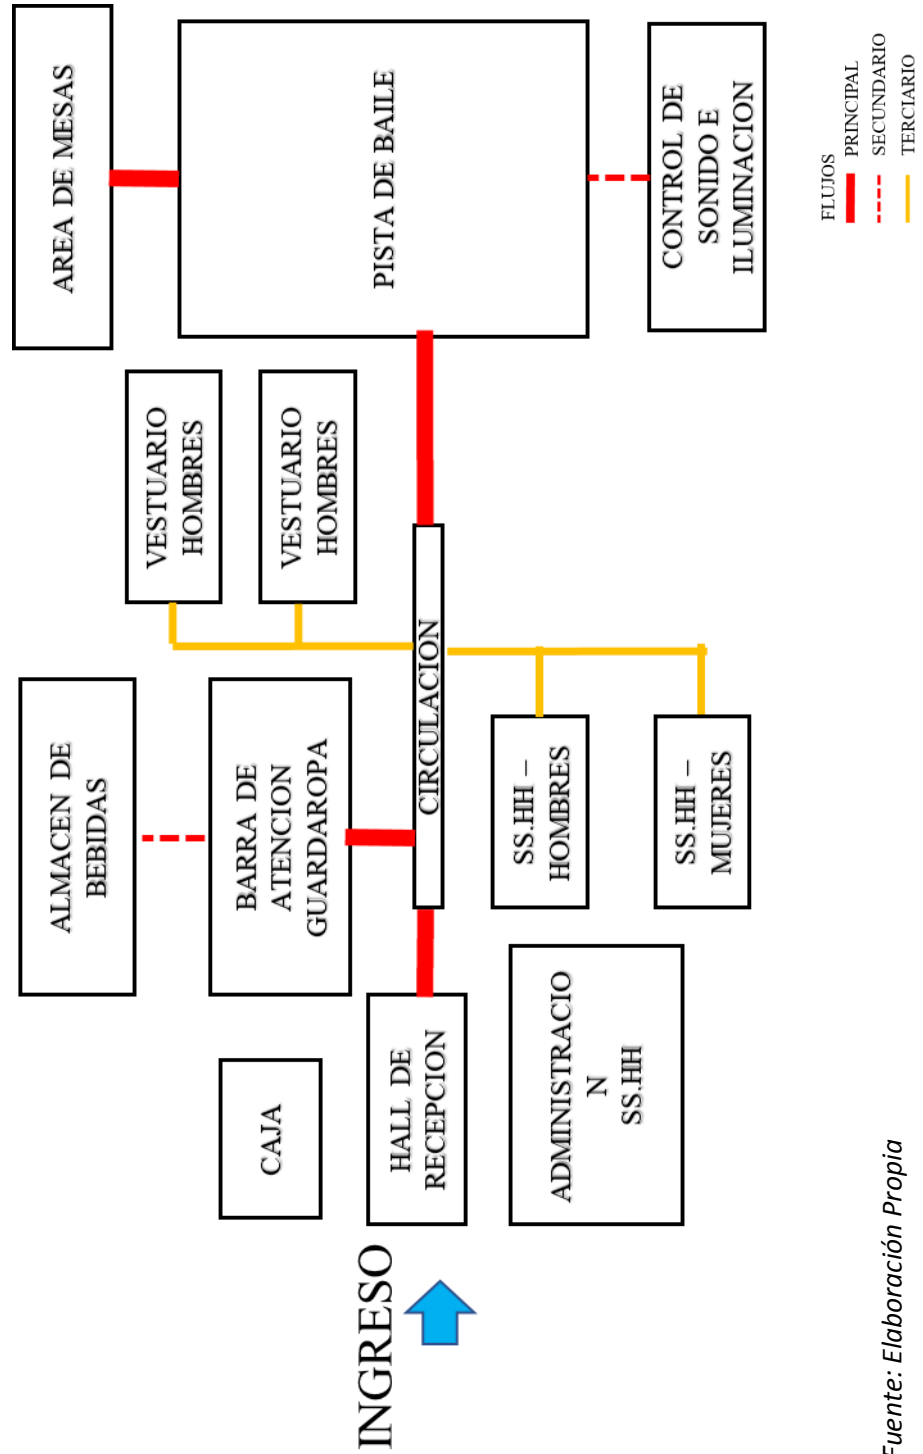 AREA DE MESAS
PISTA DE BAILE
CONTROL DE
SONIDO E
ILUMINACION
VESTUARIO
HOMBRES
VESTUARIO
HOMBRES
ALMACEN DE
BEBIDAS
BARRA DE
ATENCION
GUARDAROPA
CIRCULACION
SS.HH –
HOMBRES
SS.HH –
MUJERES
CAJA
HALL DE
RECEPCION
ADMINISTRACIO
N
SS.HH
INGRESO
FLUJOS
PRINCIPAL
SECUNDARIO
TERCIARIO
Fuente: Elaboración Propia